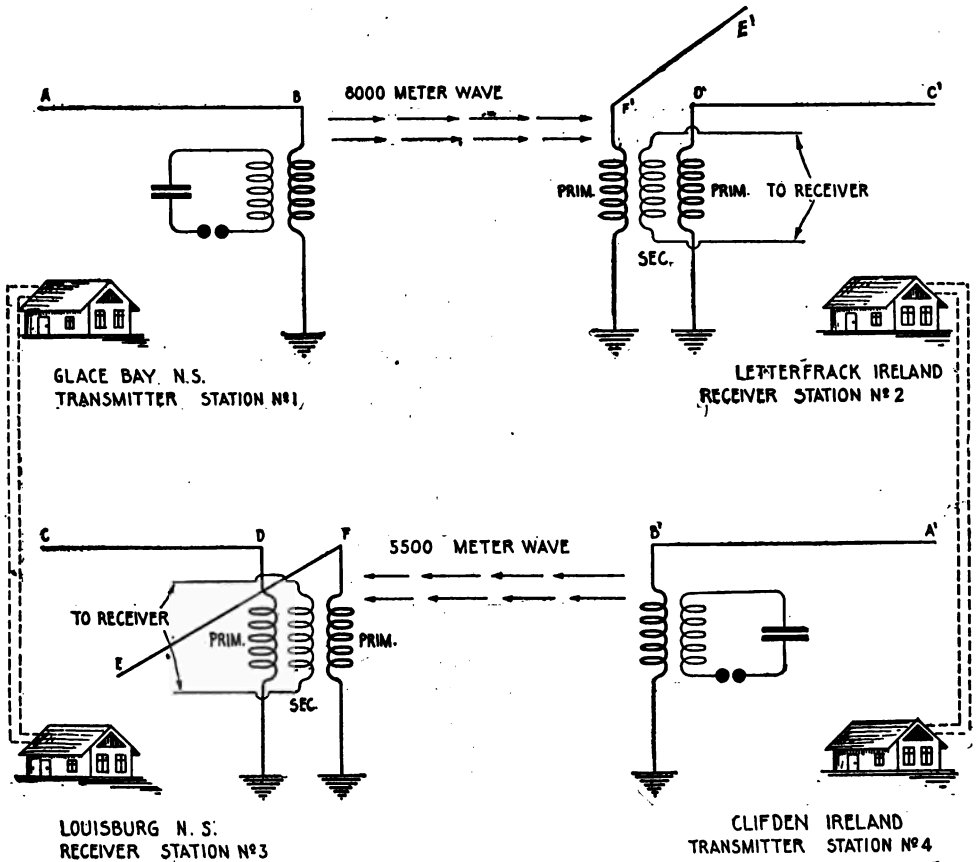 E'
A
B
8000 METER WAVE
F'
D'
C'
PRIM.
PRIM.
TO RECEIVER
SEC.
GLACE BAY. N.S.
TRANSMITTER STATION Nº1
LETTERFRACK IRELAND
RECEIVER STATION Nº2
C
D
F
5500 METER WAVE
B'
A'
TO RECEIVER
PRIM.
PRIM.
E
SEC.
LOUISBURG N. S.
RECEIVER STATION Nº3
CLIFDEN IRELAND
TRANSMITTER STATION Nº4